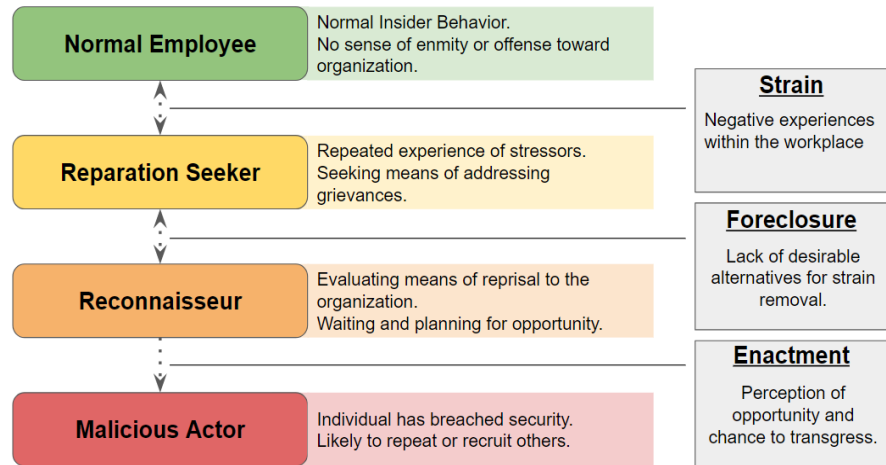 Normal Employee
Normal Insider Behavior.
No sense of enmity or offense toward
organization.
Strain
Negative experiences
within the workplace
Reparation Seeker
Repeated experience of stressors.
Seeking means of addressing
grievances.
Foreclosure
Lack of desirable
alternatives for strain
removal.
Reconnaisseur
Evaluating means of reprisal to the
organization.
Waiting and planning for opportunity.
Enactment
Perception of
opportunity and
chance to transgress.
Malicious Actor
Individual has breached security.
Likely to repeat or recruit others.